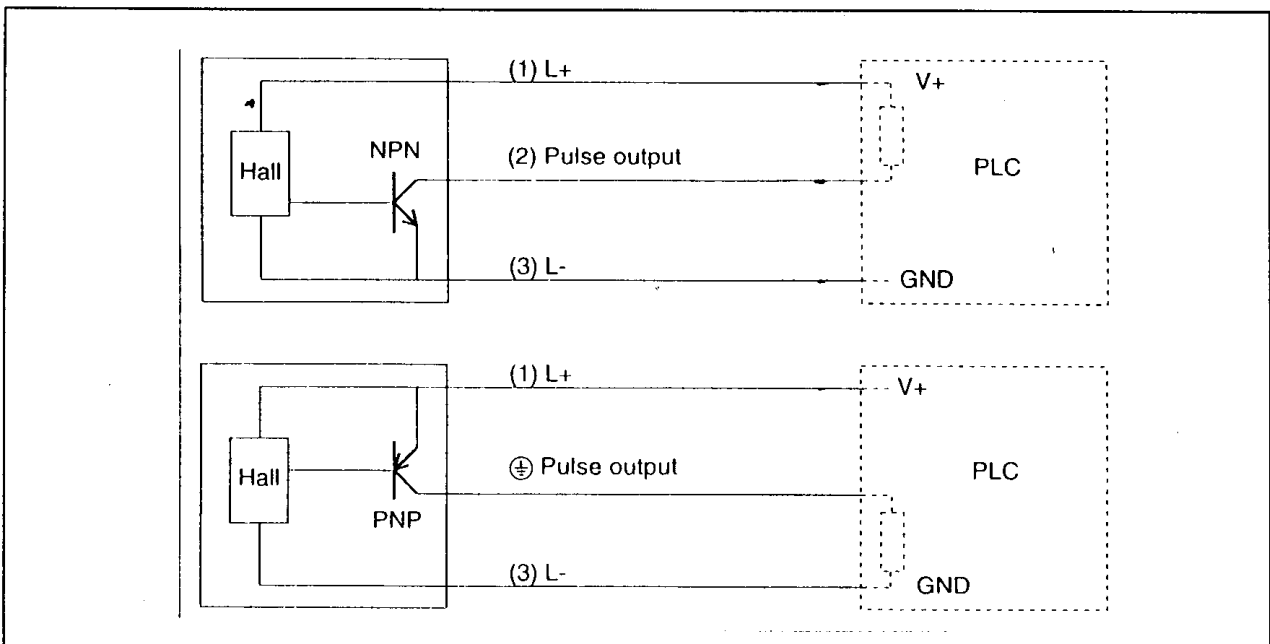 (1) L+
V+
Hall
NPN
(2) Pulse output
PLC
(3) L-
GND
(1) L+
V+
Hall
⏚ Pulse output
PLC
PNP
(3) L-
GND